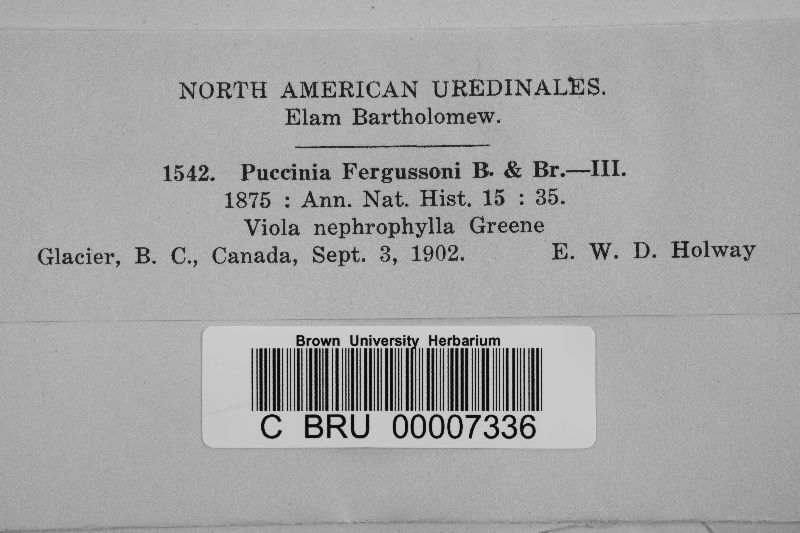 NORTH AMERICAN UREDINALES.
Elam Bartholomew.
1542. Puccinia Fergussoni B. & Br.—III.
1875 : Ann. Nat. Hist. 15 : 35.
Viola nephrophylla Greene
Glacier, B. C., Canada, Sept. 3, 1902. E. W. D. Holway
Brown University Herbarium
C BRU 00007336